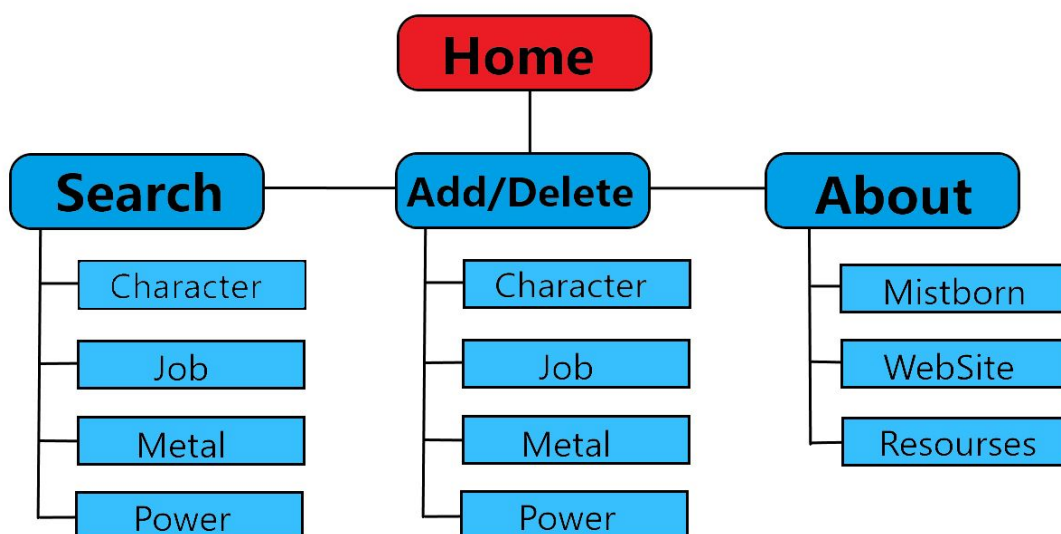 Home
Search
Add/Delete
About
Character
Job
Metal
Power
Character
Job
Metal
Power
Mistborn
WebSite
Resourses